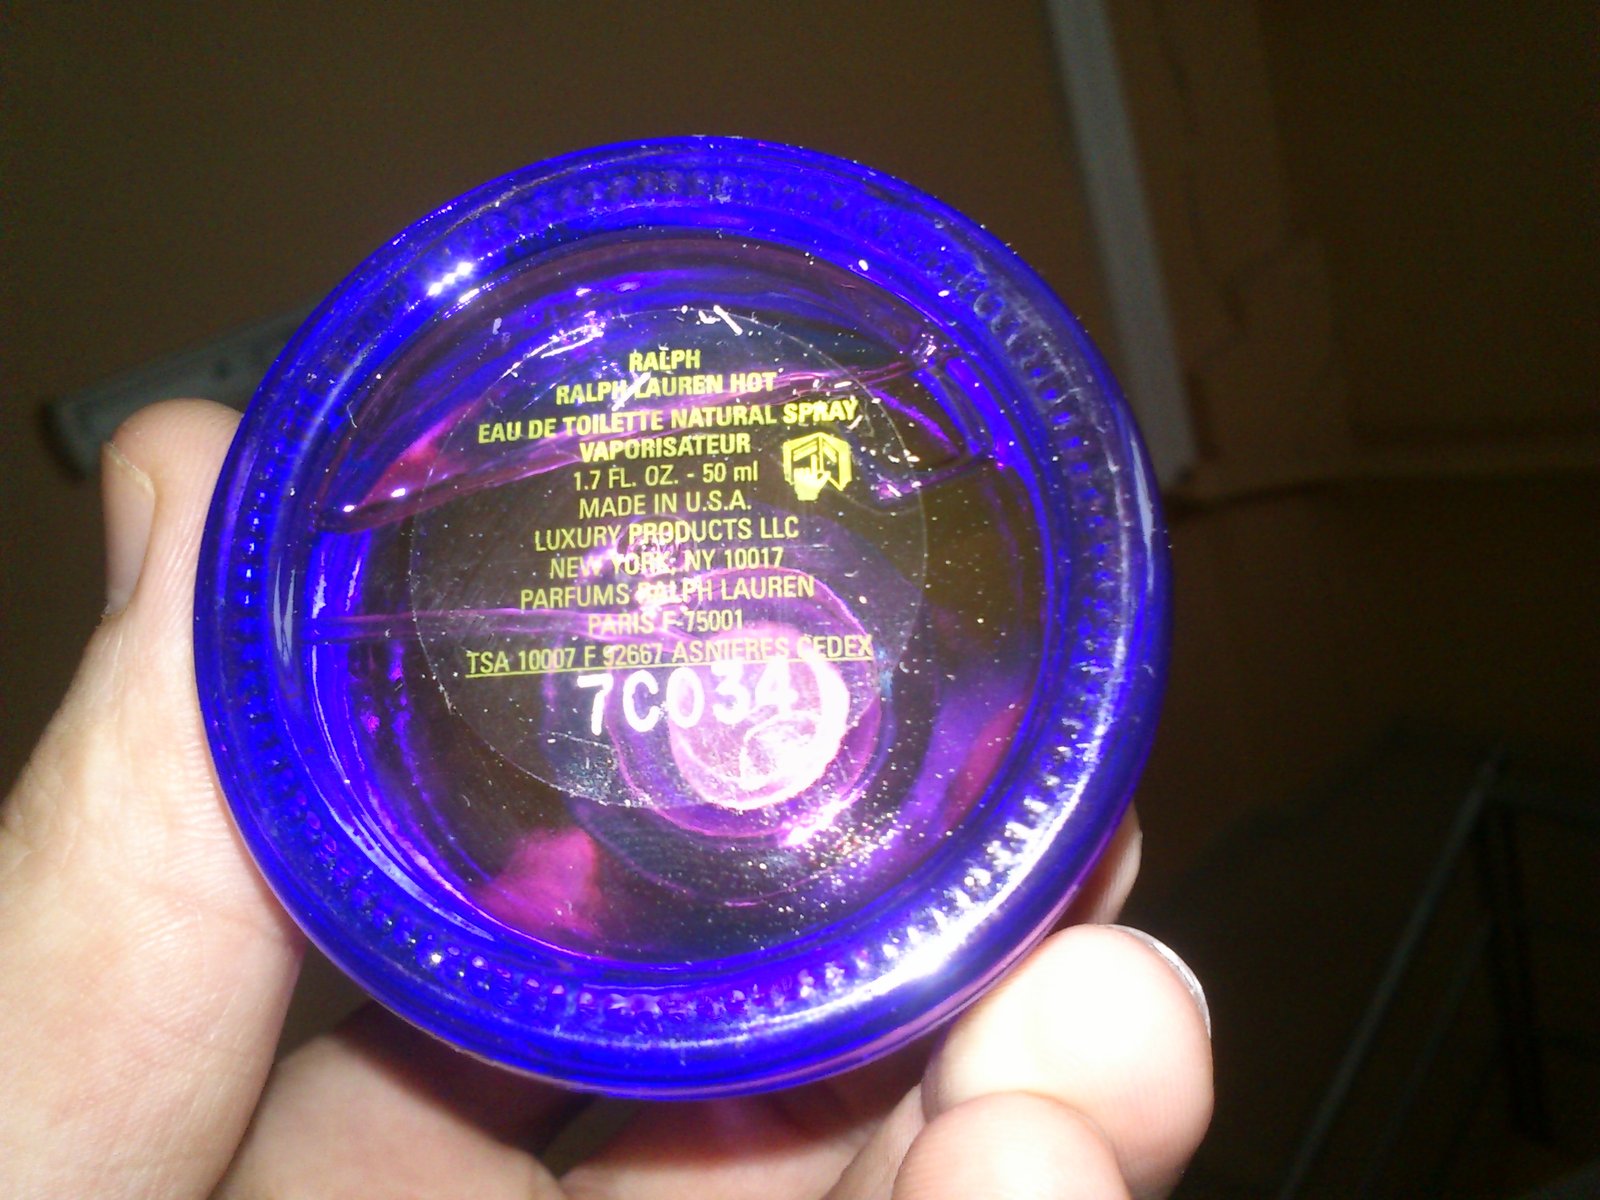 RALPH
RALPH LAUREN HOT
EAU DE TOILETTE NATURAL SPRAY
VAPORISATEUR
1.7 FL. OZ. - 50 ml
MADE IN U.S.A.
LUXURY PRODUCTS LLC
NEW YORK, NY 10017
PARFUMS RALPH LAUREN
PARIS F-75001
TSA 10007 F 92667 ASNIERES CEDEX
7C034